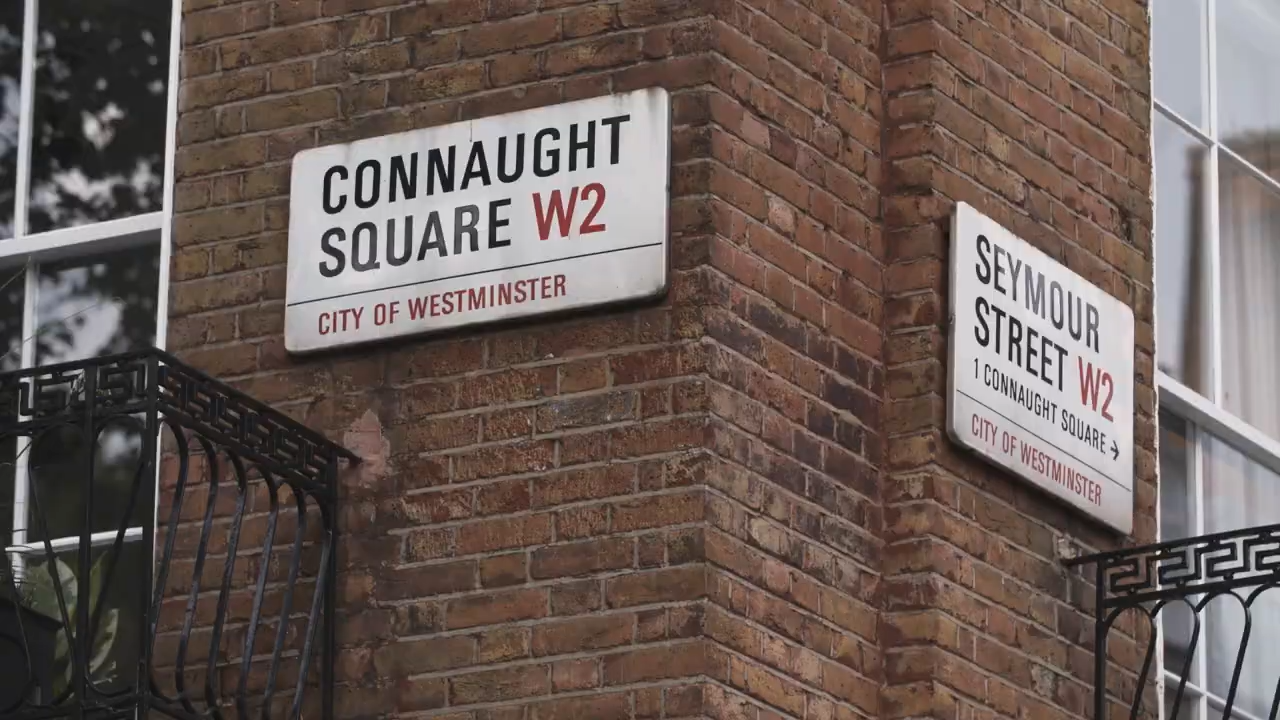 CONNAUGHT
SQUARE W2
CITY OF WESTMINSTER
SEYMOUR
STREET W2
1 CONNAUGHT SQUARE →
CITY OF WESTMINSTER